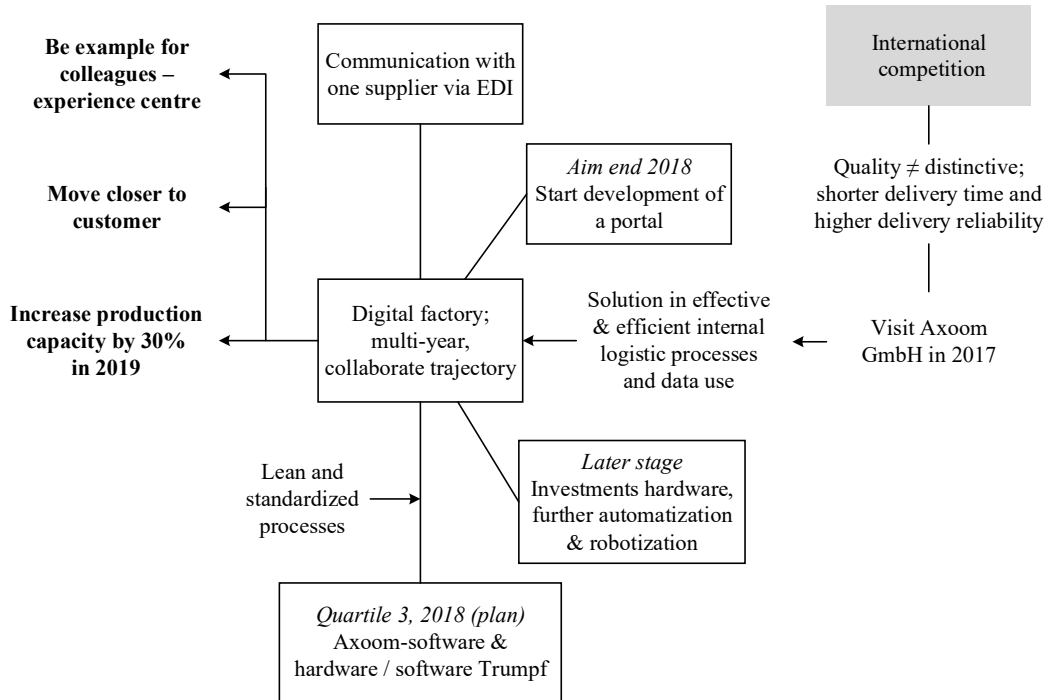 Be example for
colleagues –
experience centre
Communication with
one supplier via EDI
International
competition
Aim end 2018
Start development of
a portal
Quality ≠ distinctive;
shorter delivery time and
higher delivery reliability
Move closer to
customer
Increase production
capacity by 30%
in 2019
Digital factory;
multi-year,
collaborate trajectory
Solution in effective
& efficient internal
logistic processes
and data use
Visit Axoom
GmbH in 2017
Lean and
standardized
processes
Later stage
Investments hardware,
further automatization
& robotization
Quartile 3, 2018 (plan)
Axoom-software &
hardware / software Trumpf